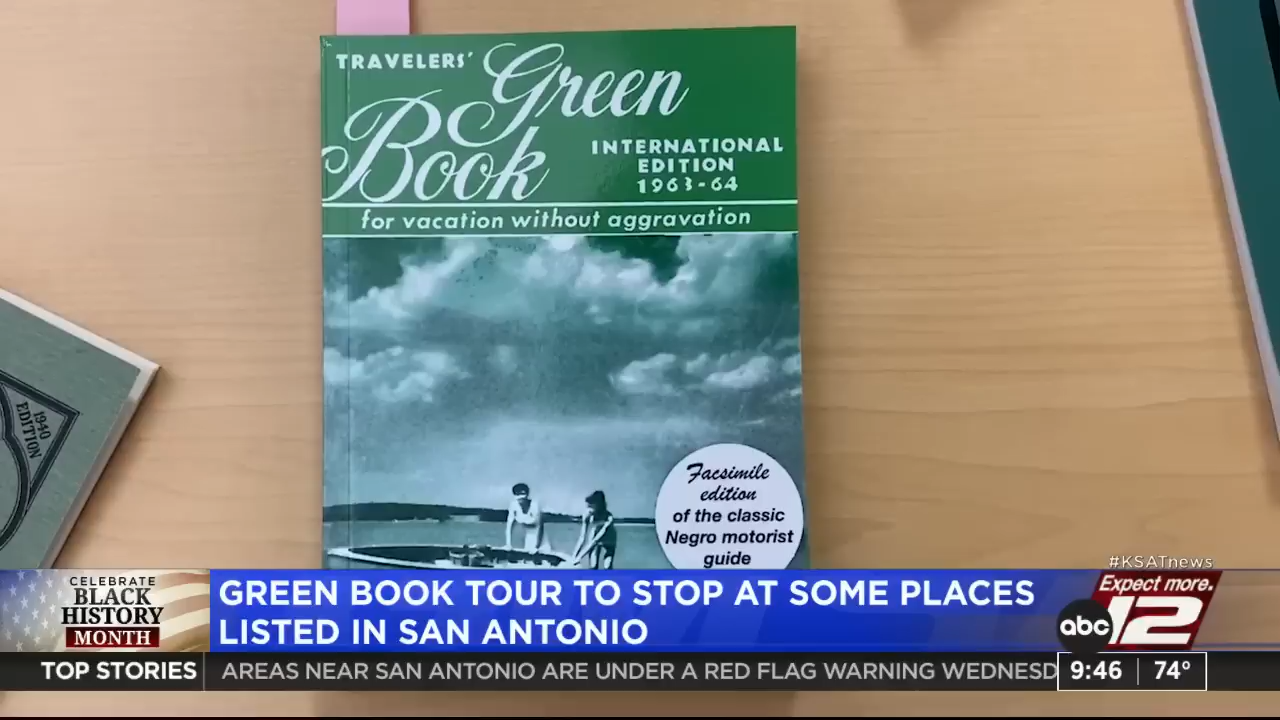 TRAVELERS' Green
Book
INTERNATIONAL
EDITION
1963-64
for vacation without aggravation
Facsimile
edition
of the classic
Negro motorist
guide
1940
EDITION
#KSATnews
CELEBRATE
BLACK
HISTORY
MONTH
GREEN BOOK TOUR TO STOP AT SOME PLACES
LISTED IN SAN ANTONIO
Expect more.
abc 12
TOP STORIES AREAS NEAR SAN ANTONIO ARE UNDER A RED FLAG WARNING WEDNESD 9:46 74°